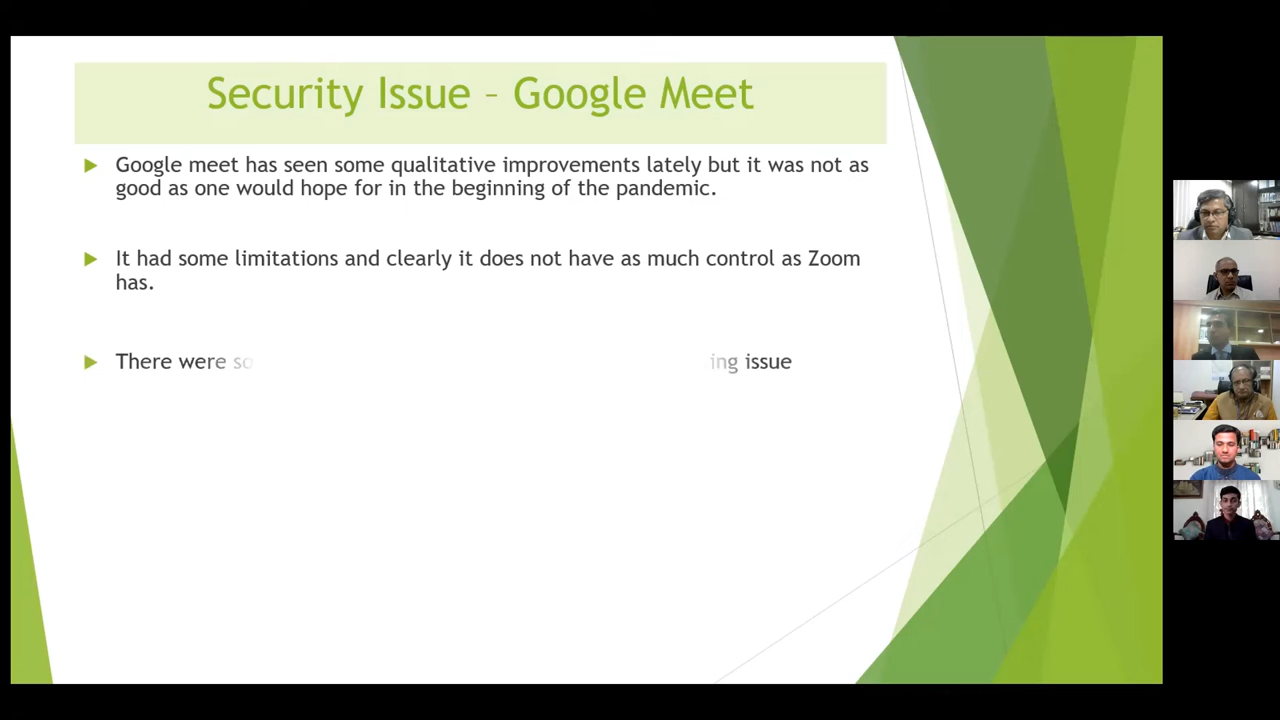 Security Issue – Google Meet
Google meet has seen some qualitative improvements lately but it was not as
good as one would hope for in the beginning of the pandemic.
It had some limitations and clearly it does not have as much control as Zoom
has.
There were issue